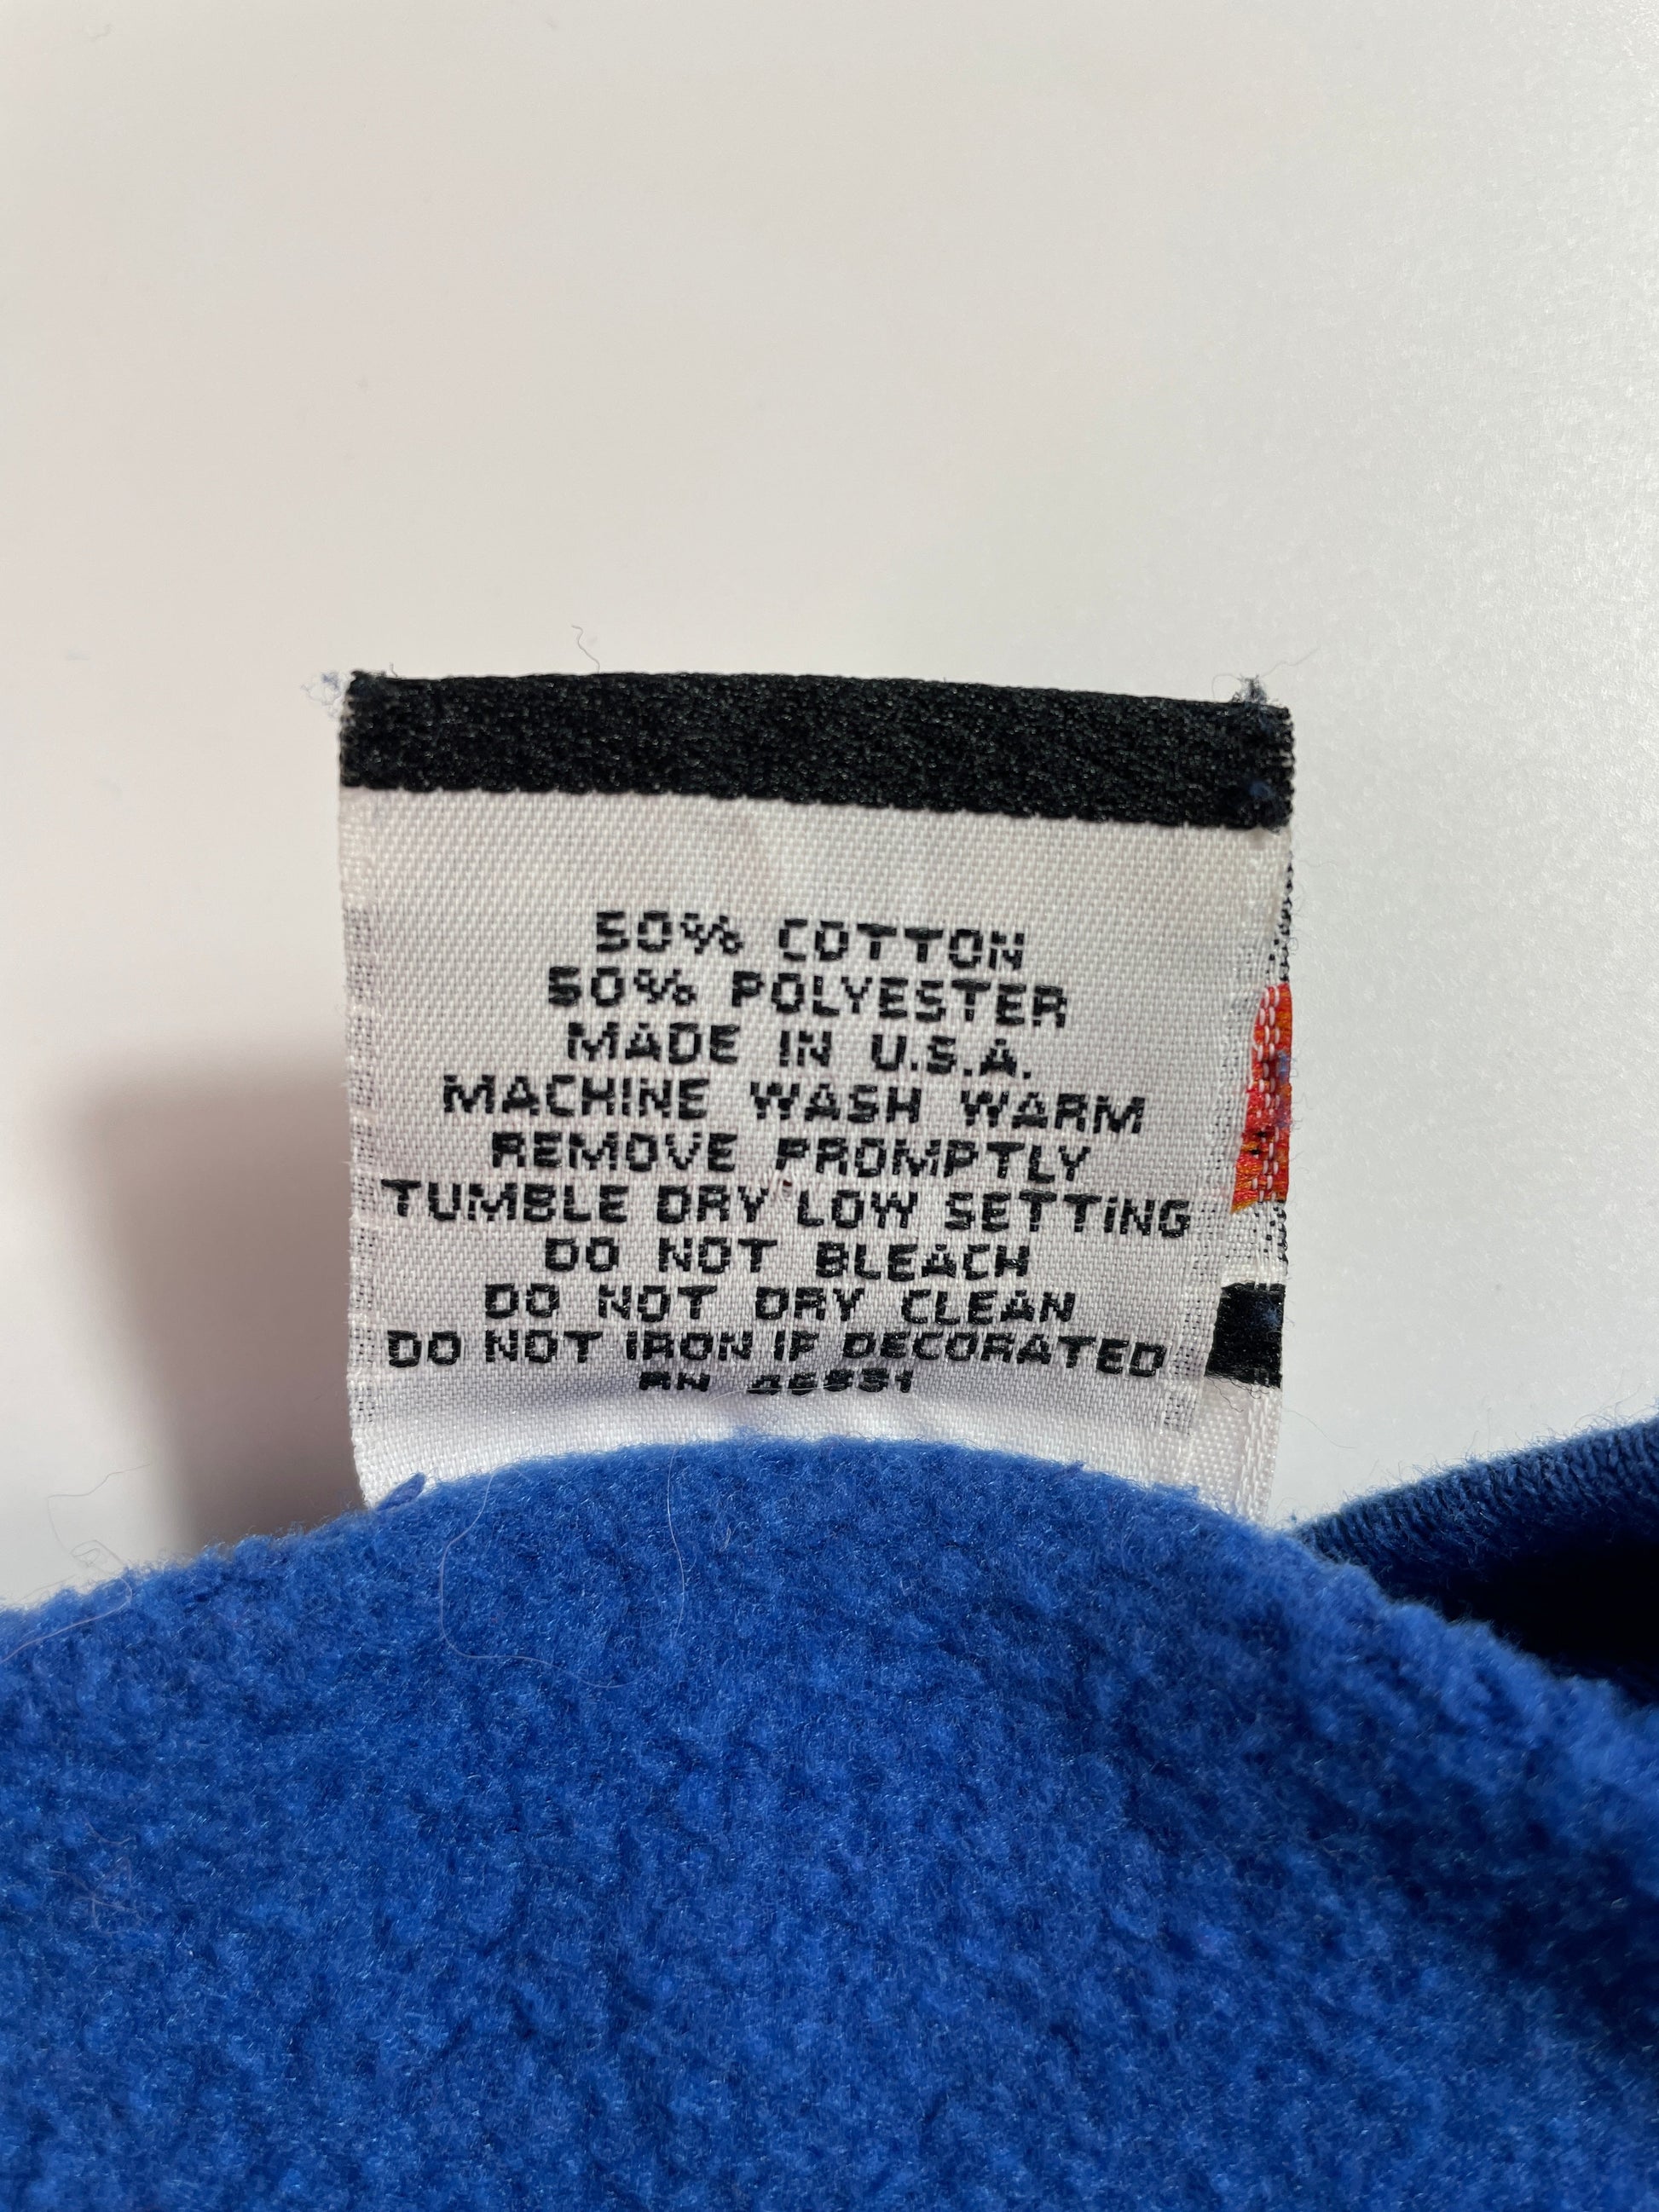 50% COTTON
50% POLYESTER
MADE IN U.S.A.
MACHINE WASH WARM
REMOVE PROMPTLY
TUMBLE DRY LOW SETTING
DO NOT BLEACH
DO NOT DRY CLEAN
DO NOT IRON IF DECORATED
RN